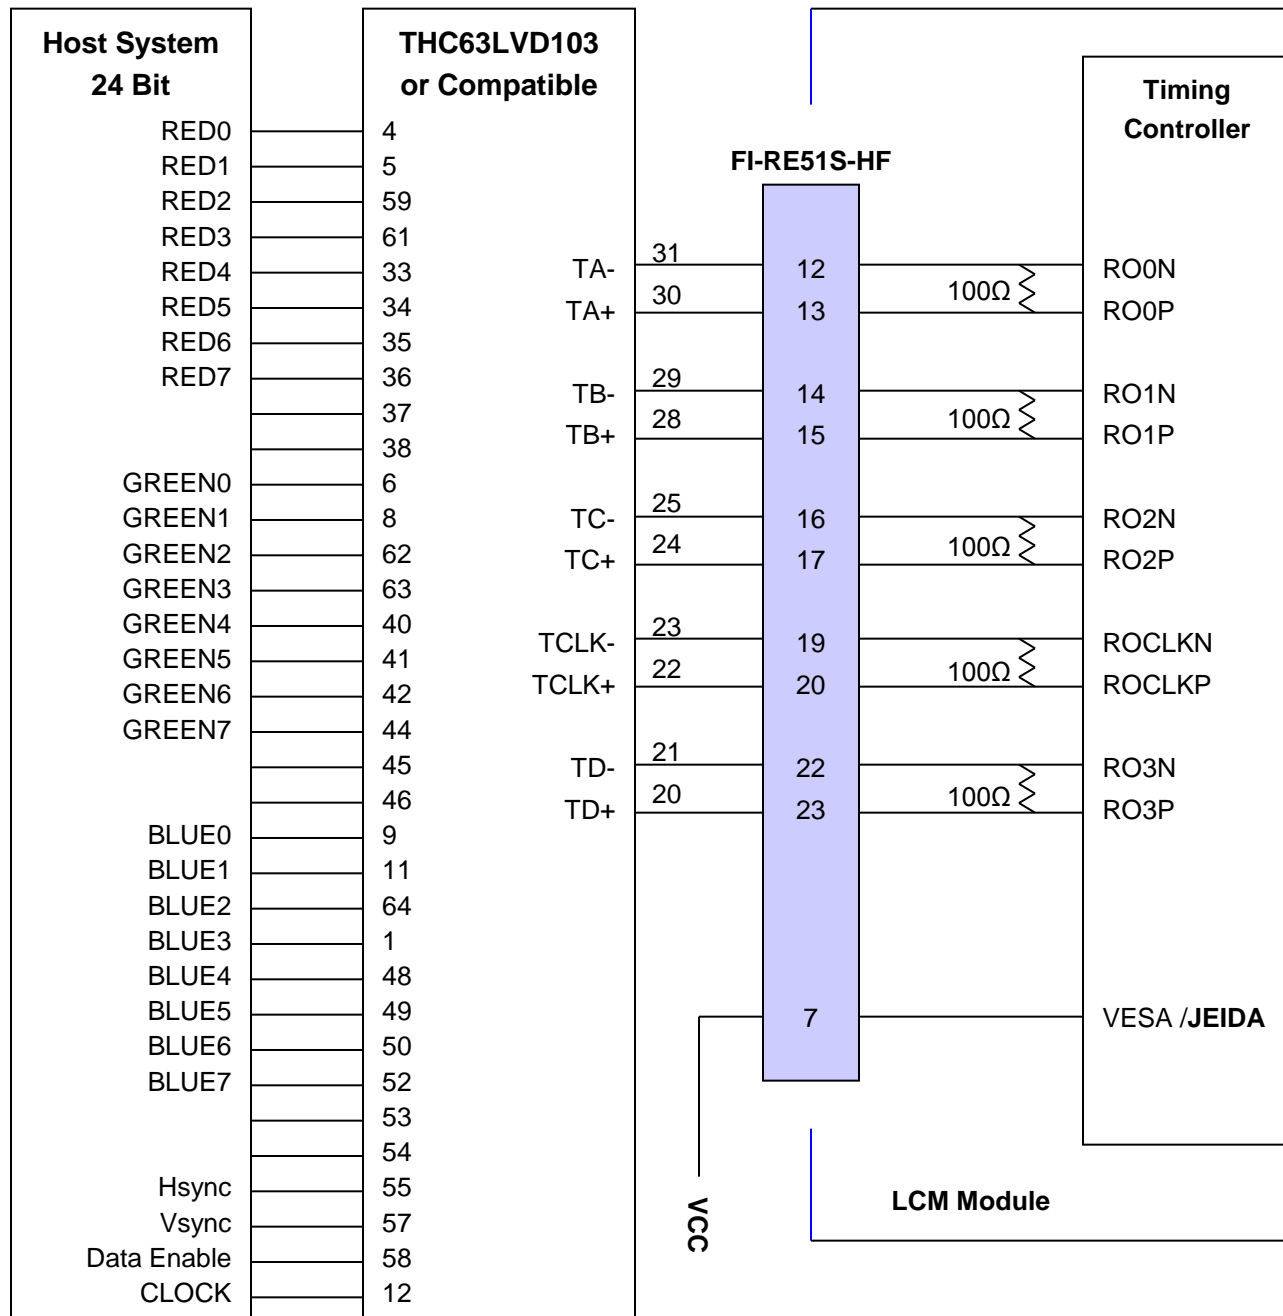 Host System
24 Bit
RED0
RED1
RED2
RED3
RED4
RED5
RED6
RED7
GREEN0
GREEN1
GREEN2
GREEN3
GREEN4
GREEN5
GREEN6
GREEN7
BLUE0
BLUE1
BLUE2
BLUE3
BLUE4
BLUE5
BLUE6
BLUE7
Hsync
Vsync
Data Enable
CLOCK
THC63LVD103
or Compatible
4
5
59
61
33
34
35
36
37
38
6
8
62
63
40
41
42
44
45
46
9
11
64
1
48
49
50
52
53
54
55
57
58
12
TA-
TA+
TB-
TB+
TC-
TC+
TCLK-
TCLK+
TD-
TD+
31
30
29
28
25
24
23
22
21
20
FI-RE51S-HF
12
13
14
15
16
17
19
20
22
23
7
VCC
100Ω
100Ω
100Ω
100Ω
100Ω
Timing
Controller
RO0N
RO0P
RO1N
RO1P
RO2N
RO2P
ROCLKN
ROCLKP
RO3N
RO3P
VESA /JEIDA
LCM Module